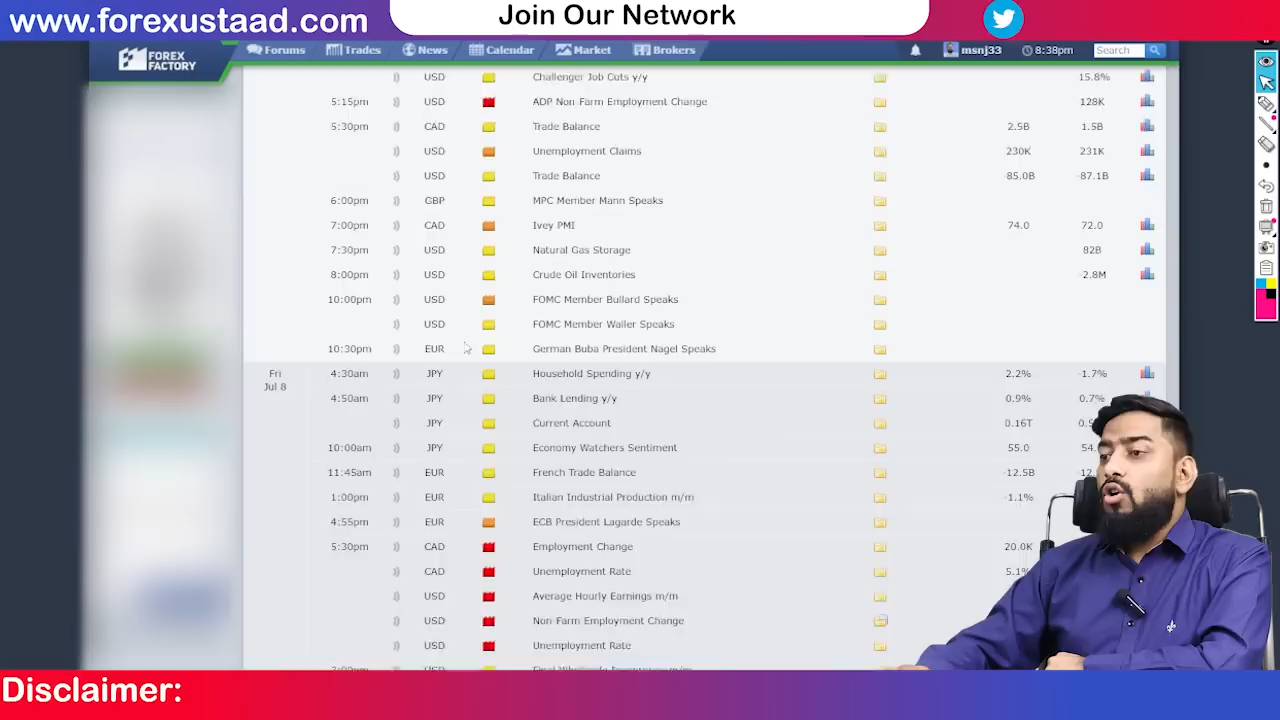 www.forexustaad.com
Join Our Network
FOREX
FACTORY
Forums
Trades
News
Calendar
Market
Brokers
msnj33
8:38pm
Search
USD Challenger Job Cuts y/y 15.8%
5:15pm USD ADP Non-Farm Employment Change 128K
5:30pm CAD Trade Balance 2.5B 1.5B
USD Unemployment Claims 230K 231K
USD Trade Balance -85.0B -87.1B
6:00pm GBP MPC Member Mann Speaks
7:00pm CAD Ivey PMI 74.0 72.0
7:30pm USD Natural Gas Storage 82B
8:00pm USD Crude Oil Inventories -2.8M
10:00pm USD FOMC Member Bullard Speaks
USD FOMC Member Waller Speaks
10:30pm EUR German Buba President Nagel Speaks
Fri
Jul 8
4:30am JPY Household Spending y/y 2.2% -1.7%
4:50am JPY Bank Lending y/y 0.9% 0.7%
JPY Current Account 0.16T
10:00am JPY Economy Watchers Sentiment 55.0
11:45am EUR French Trade Balance -12.5B
1:00pm EUR Italian Industrial Production m/m -1.1%
4:55pm EUR ECB President Lagarde Speaks
5:30pm CAD Employment Change 20.0K
CAD Unemployment Rate 5.1%
USD Average Hourly Earnings m/m
USD Non-Farm Employment Change
USD Unemployment Rate
Disclaimer: